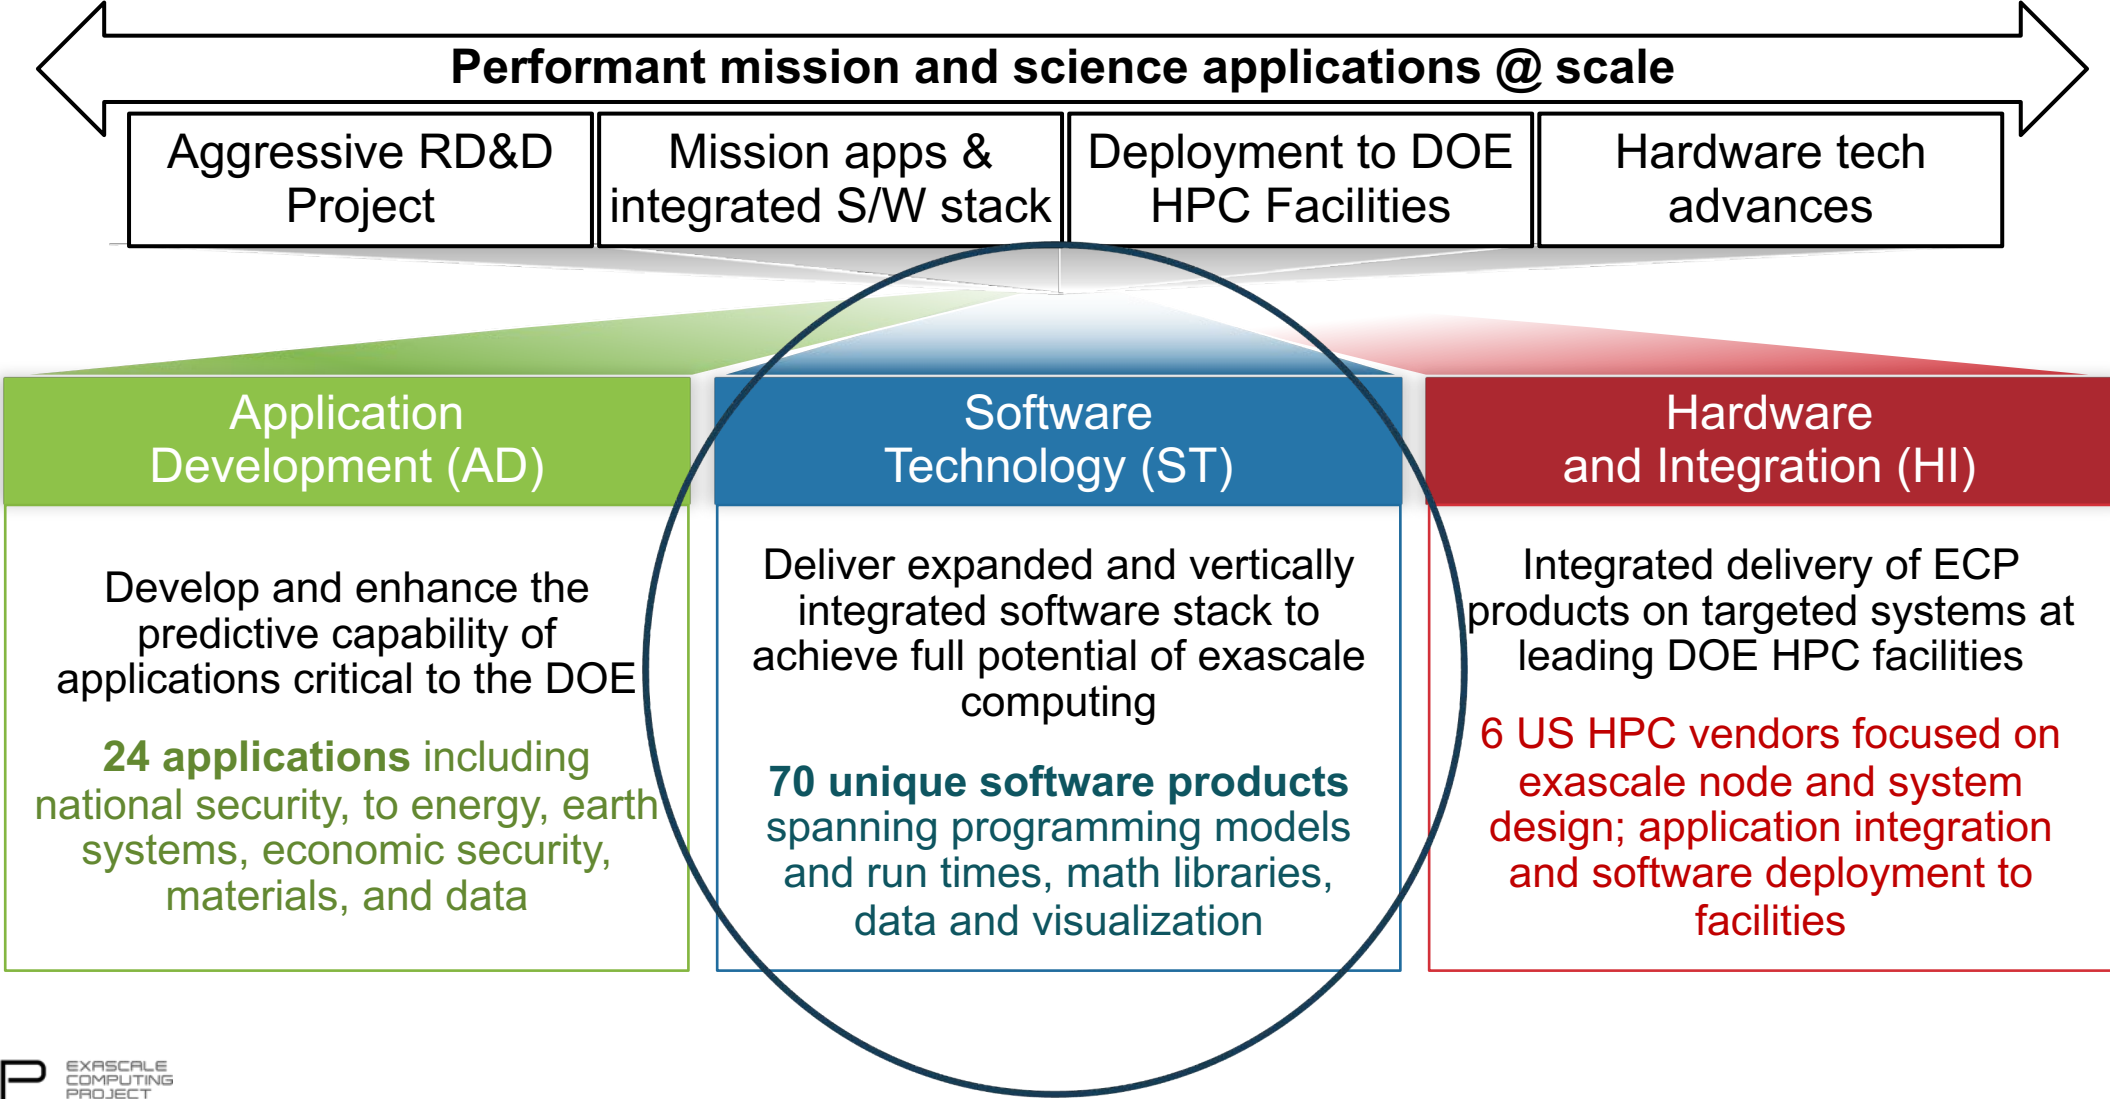 Performant mission and science applications @ scale
Aggressive RD&D
Project
Mission apps &
integrated S/W stack
Deployment to DOE
HPC Facilities
Hardware tech
advances
Application
Development (AD)
Develop and enhance the
predictive capability of
applications critical to the DOE
24 applications including
national security, to energy, earth
systems, economic security,
materials, and data
Software
Technology (ST)
Deliver expanded and vertically
integrated software stack to
achieve full potential of exascale
computing
70 unique software products
spanning programming models
and run times, math libraries,
data and visualization
Hardware
and Integration (HI)
Integrated delivery of ECP
products on targeted systems at
leading DOE HPC facilities
6 US HPC vendors focused on
exascale node and system
design; application integration
and software deployment to
facilities
P
EXASCALE
COMPUTING
PROJECT